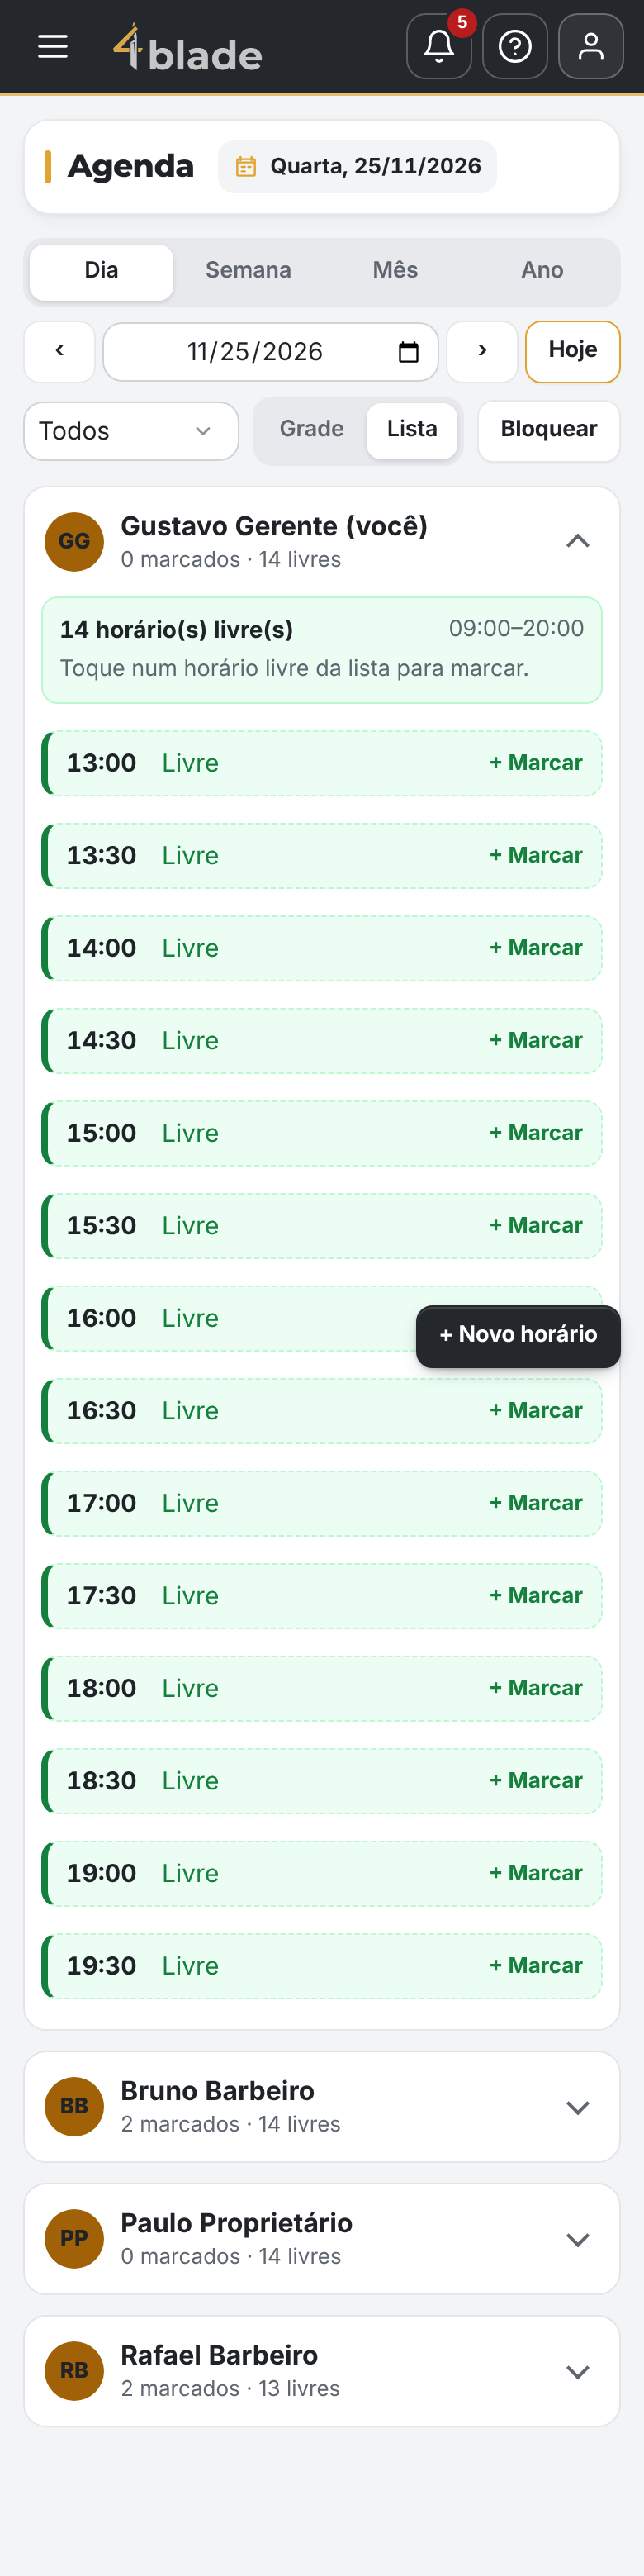 4blade
5
Agenda
Quarta, 25/11/2026
Dia
Semana
Mês
Ano
‹
11/25/2026
›
Hoje
Todos
Grade
Lista
Bloquear
GG
Gustavo Gerente (você)
0 marcados · 14 livres
14 horário(s) livre(s)
09:00–20:00
Toque num horário livre da lista para marcar.
13:00 Livre + Marcar
13:30 Livre + Marcar
14:00 Livre + Marcar
14:30 Livre + Marcar
15:00 Livre + Marcar
15:30 Livre + Marcar
16:00 Livre
+ Novo horário
16:30 Livre + Marcar
17:00 Livre + Marcar
17:30 Livre + Marcar
18:00 Livre + Marcar
18:30 Livre + Marcar
19:00 Livre + Marcar
19:30 Livre + Marcar
BB
Bruno Barbeiro
2 marcados · 14 livres
PP
Paulo Proprietário
0 marcados · 14 livres
RB
Rafael Barbeiro
2 marcados · 13 livres